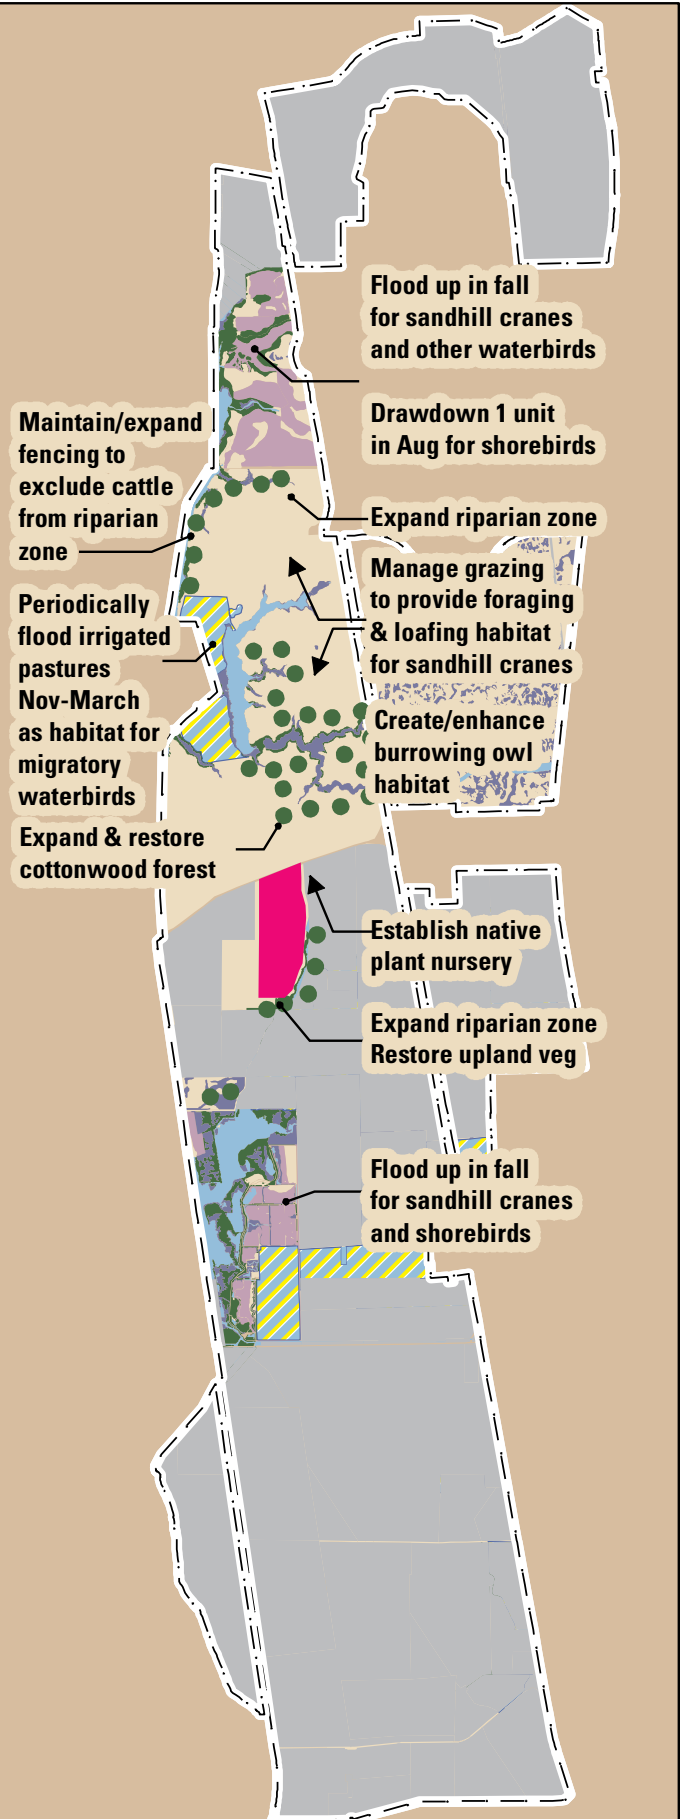 Flood up in fall
for sandhill cranes
and other waterbirds
Drawdown 1 unit
in Aug for shorebirds
Maintain/expand
fencing to
exclude cattle
from riparian
zone
Expand riparian zone
Manage grazing
to provide foraging
& loafing habitat
for sandhill cranes
Periodically
flood irrigated
pastures
Nov-March
as habitat for
migratory
waterbirds
Create/enhance
burrowing owl
habitat
Expand & restore
cottonwood forest
Establish native
plant nursery
Expand riparian zone
Restore upland veg
Flood up in fall
for sandhill cranes
and shorebirds